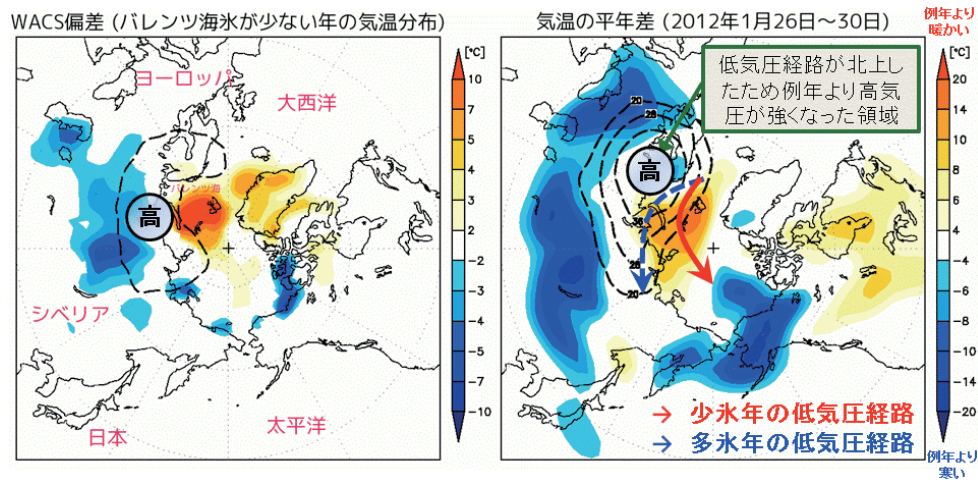 WACS偏差 (バレンツ海氷が少ない年の気温分布)
ヨーロッパ
大西洋
バレンツ海
高
シベリア
日本
太平洋
[℃]
10
7
5
4
3
2
-2
-3
-4
-5
-7
-10
気温の平年差 (2012年1月26日〜30日)
例年より
暖かい
低気圧経路が北上し
たため例年より高気
圧が強くなった領域
20
28
高
36
28
20
→ 少氷年の低気圧経路
→ 多氷年の低気圧経路
[℃]
20
14
10
8
6
4
-4
-6
-8
-10
-14
-20
例年より
寒い